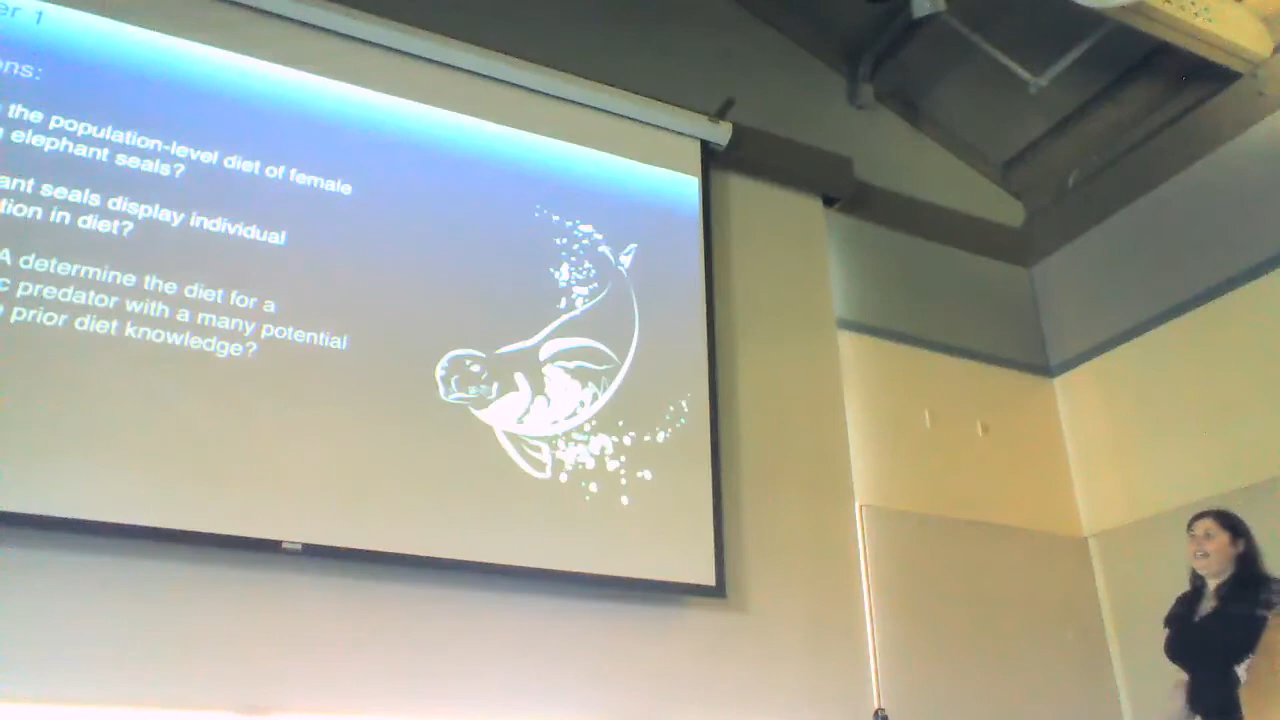 er 1
ons:
the population-level diet of female
elephant seals?
ant seals display individual
tion in diet?
A determine the diet for a
c predator with a many potential
prior diet knowledge?